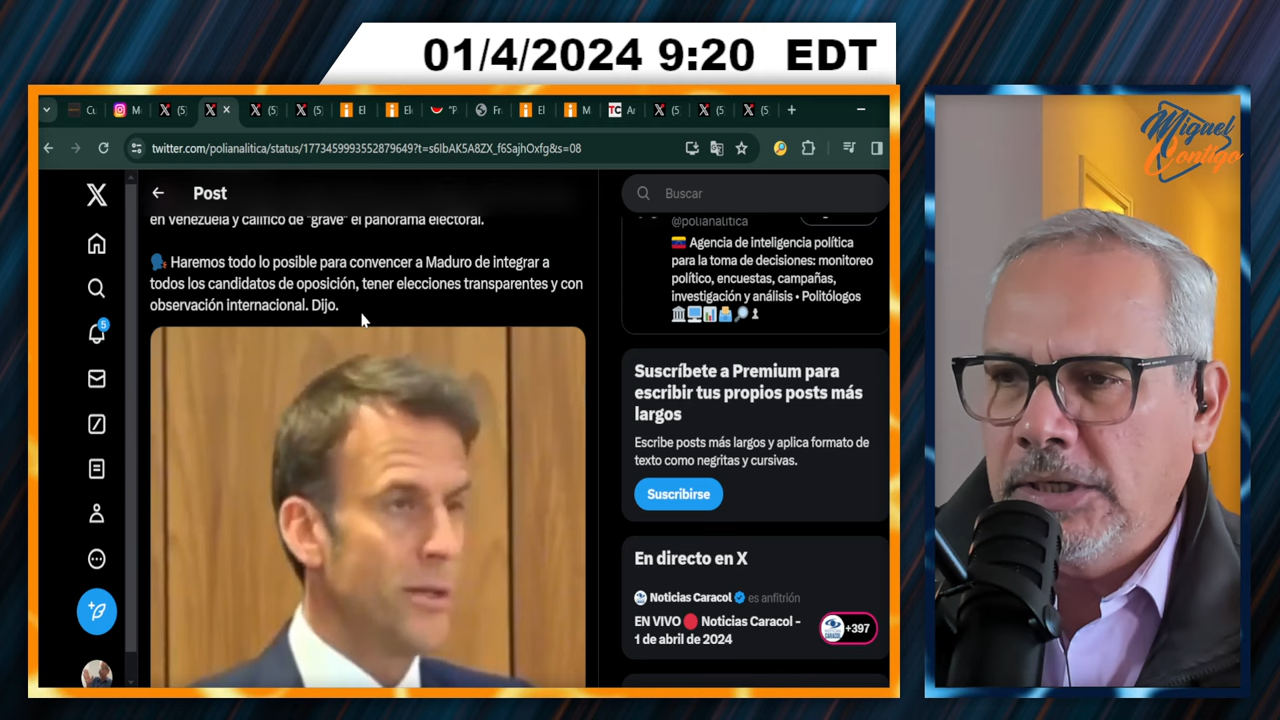 01/4/2024 9:20 EDT
twitter.com/polianalitica/status/1773459993552879649?t=s6IbAK5A8ZX_f6SajhOxfg&s=08
Post
Buscar
en Venezuela y calificó de "grave" el panorama electoral.
Haremos todo lo posible para convencer a Maduro de integrar a
todos los candidatos de oposición, tener elecciones transparentes y con
observación internacional. Dijo.
@polianalitica
Agencia de inteligencia política
para la toma de decisiones: monitoreo
político, encuestas, campañas,
investigación y análisis • Politólogos
Suscríbete a Premium para
escribir tus propios posts más
largos
Escribe posts más largos y aplica formato de
texto como negritas y cursivas.
Suscribirse
En directo en X
Noticias Caracol es anfitrión
EN VIVO 🔴 Noticias Caracol -
1 de abril de 2024
+397
5
Miguel
Contigo